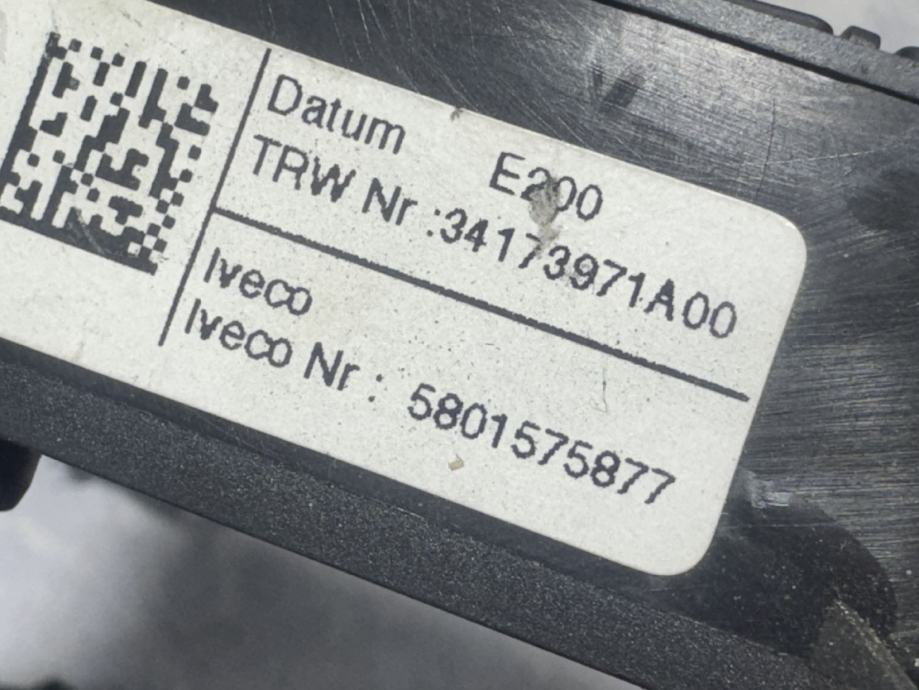 Datum E200
TRW Nr :34173971A00
Iveco
Iveco Nr : 5801575877